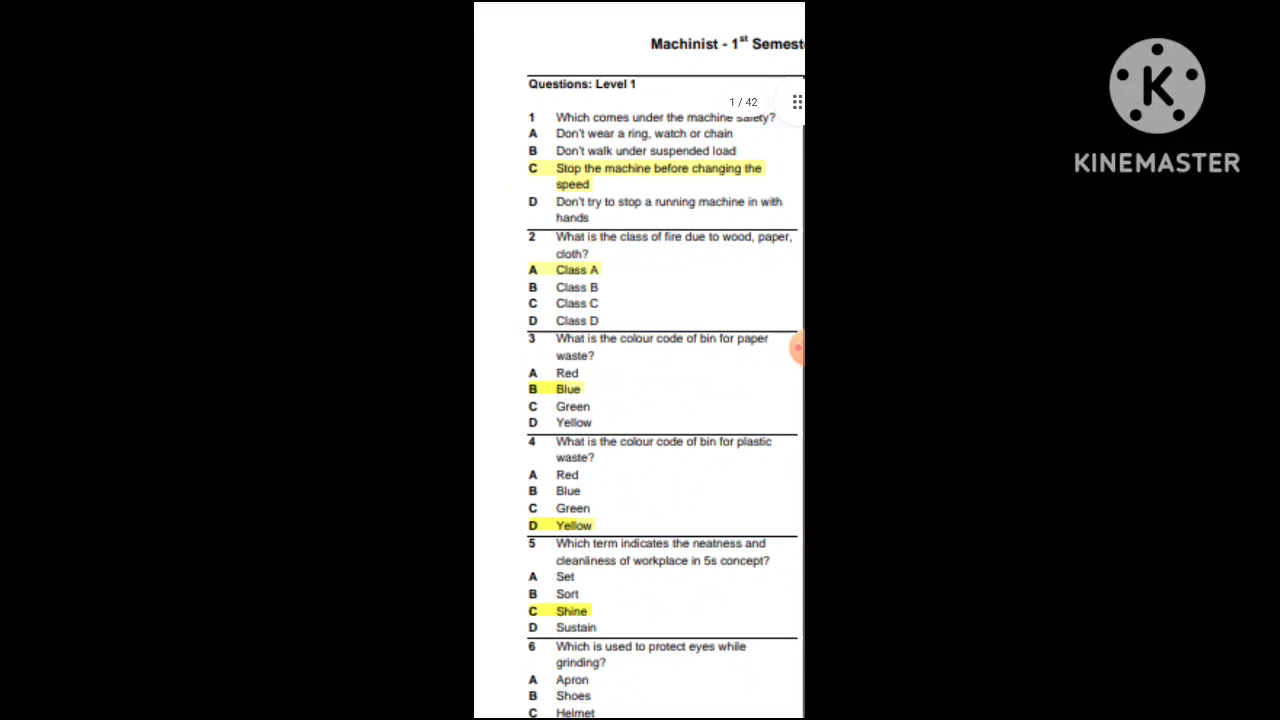 Machinist - 1st Semest
Questions: Level 1
1 / 42
1 Which comes under the machine safety?
A Don't wear a ring, watch or chain
B Don't walk under suspended load
C Stop the machine before changing the
speed
D Don't try to stop a running machine in with
hands
2 What is the class of fire due to wood, paper,
cloth?
A Class A
B Class B
C Class C
D Class D
3 What is the colour code of bin for paper
waste?
A Red
B Blue
C Green
D Yellow
4 What is the colour code of bin for plastic
waste?
A Red
B Blue
C Green
D Yellow
5 Which term indicates the neatness and
cleanliness of workplace in 5s concept?
A Set
B Sort
C Shine
D Sustain
6 Which is used to protect eyes while
grinding?
A Apron
B Shoes
C Helmet
K
KINEMASTER